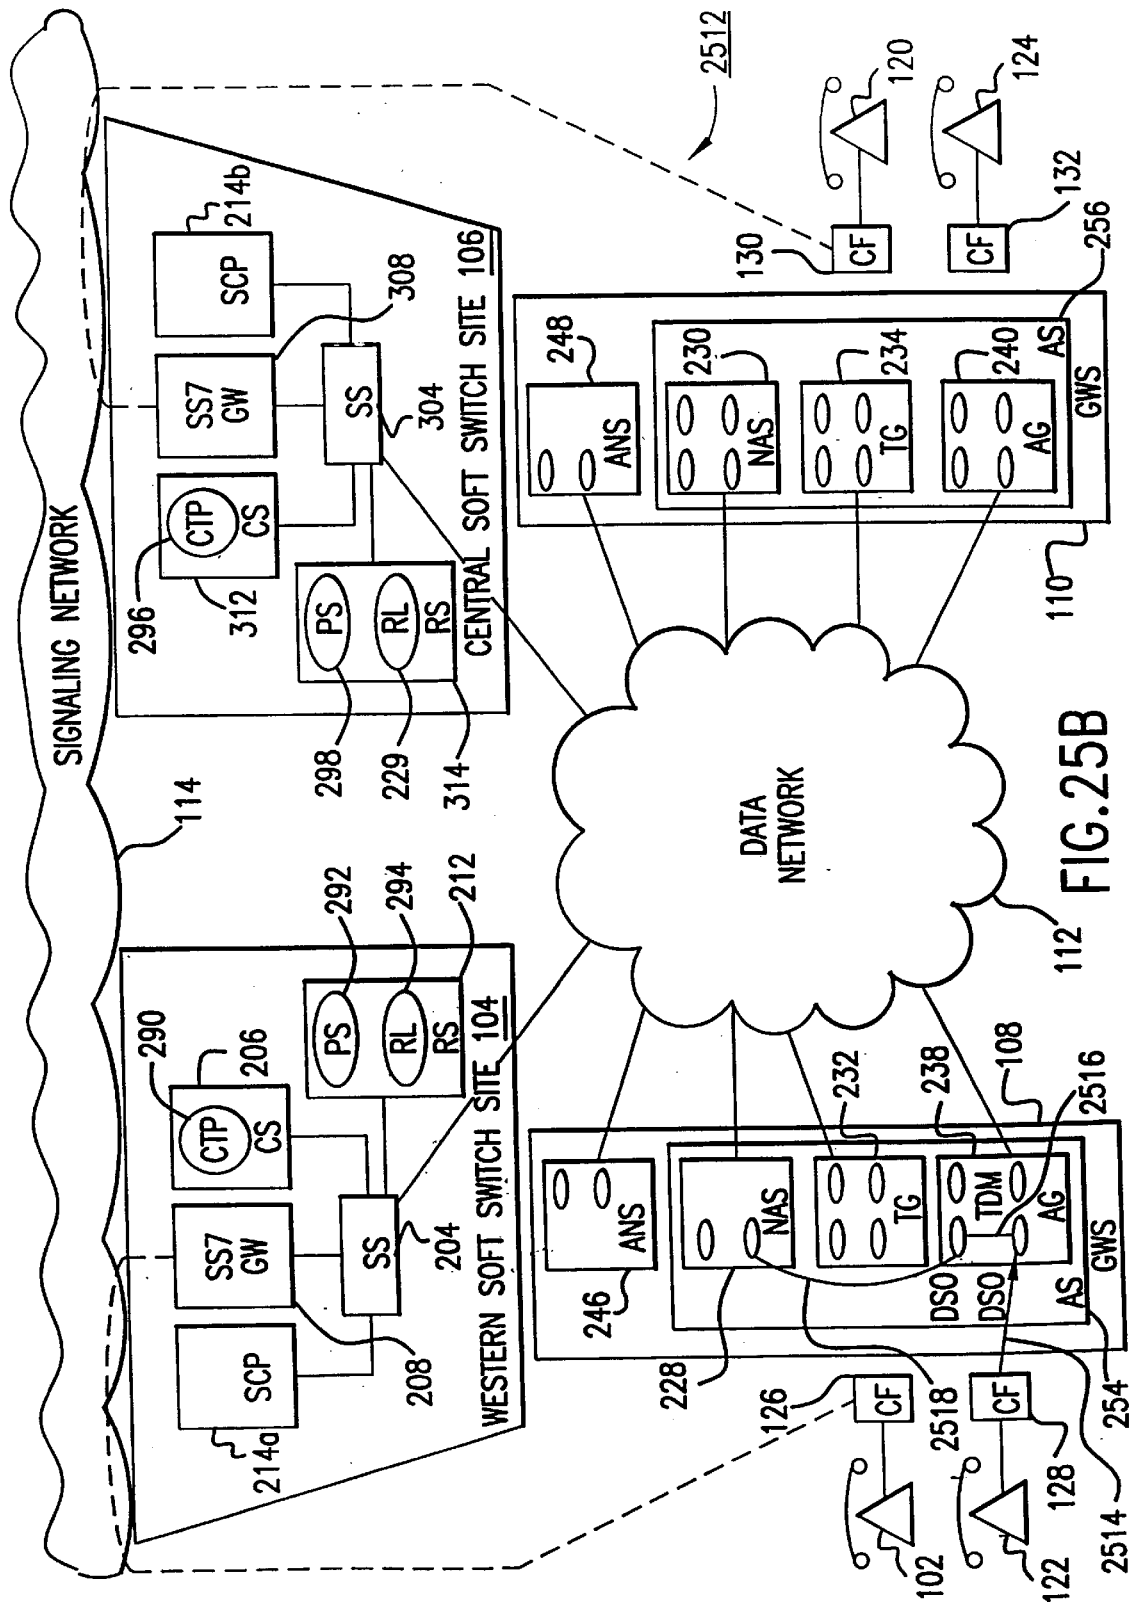 SIGNALING NETWORK
114
2512
214a
SCP
208
SS7
GW
290
206
CTP
CS
SS
204
292
PS
294
RL
RS
212
WESTERN SOFT SWITCH SITE 104
296
CTP
CS
312
SS7
GW
308
SCP
214b
298
PS
229
RL
RS
314
SS
304
CENTRAL SOFT SWITCH SITE 106
DATA
NETWORK
112
246
ANS
228
NAS
232
TG
238
DSO
TDM
DSO
AG
2516
AS
GWS
108
254
2518
126
CF
102
CF
128
122
2514
248
ANS
230
NAS
234
TG
240
AG
AS
256
GWS
110
130
CF
120
CF
132
124
FIG.25B